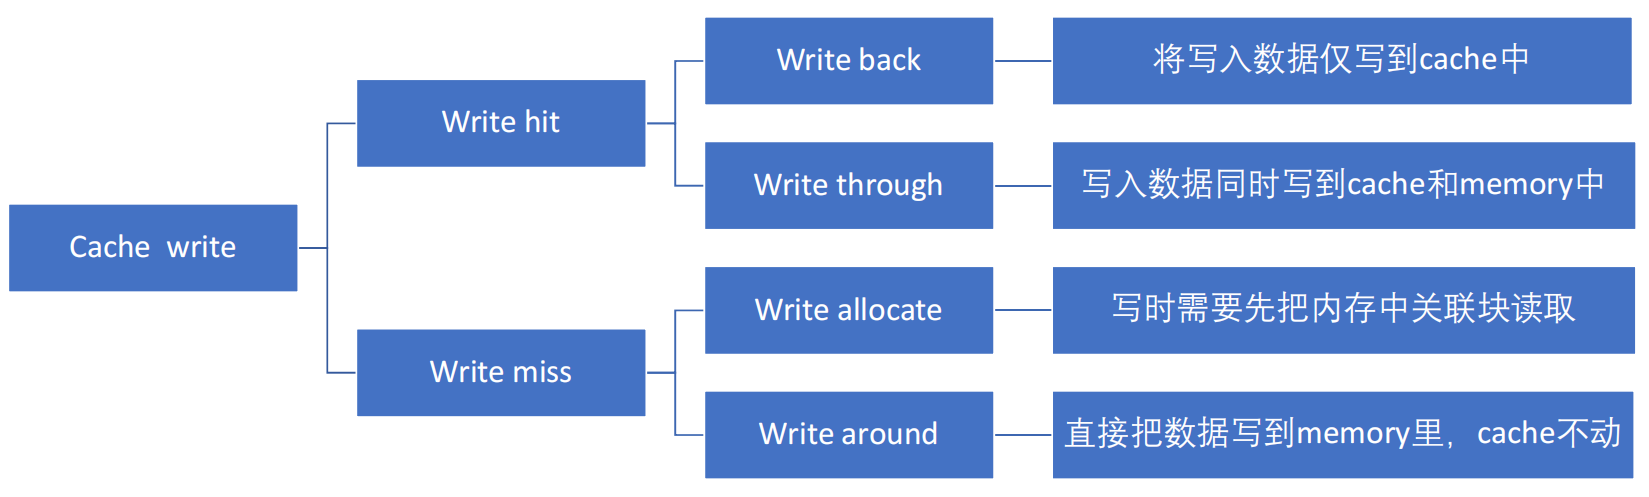 Cache write
Write hit
Write back
将写入数据仅写到cache中
Write through
写入数据同时写到cache和memory中
Write miss
Write allocate
写时需要先把内存中关联块读取
Write around
直接把数据写到memory里，cache不动